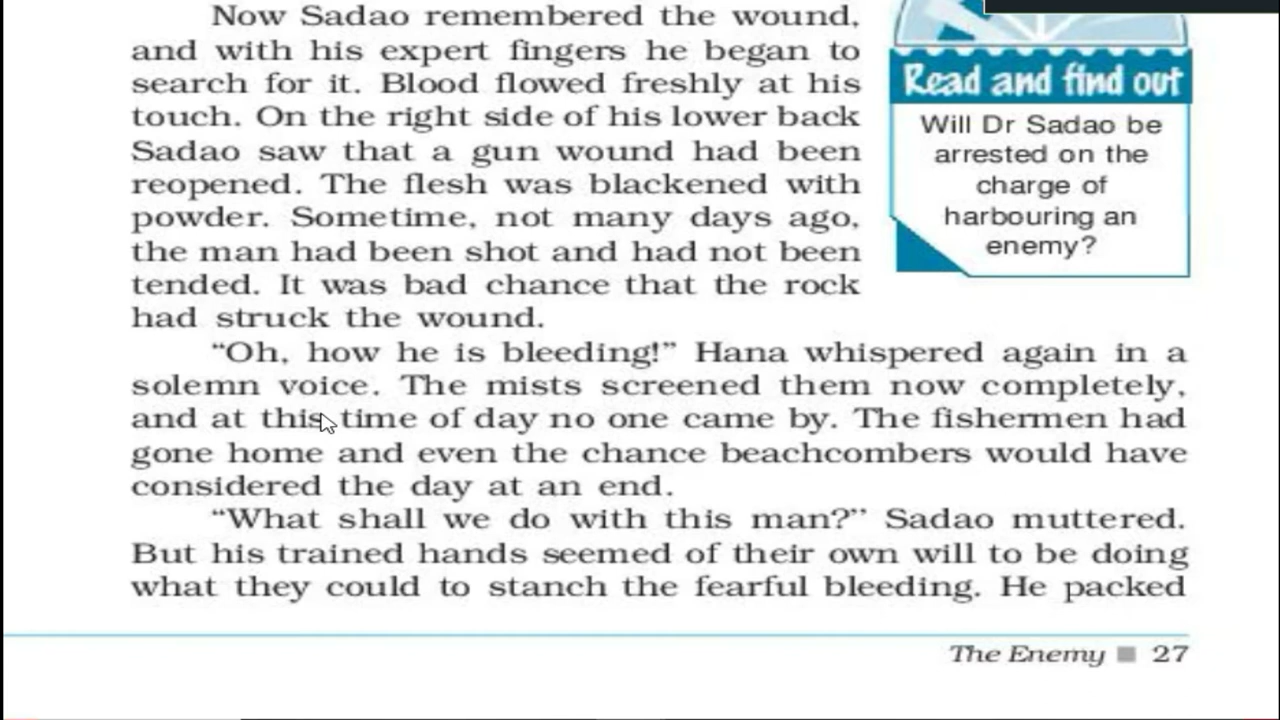 Now Sadao remembered the wound,
and with his expert fingers he began to
search for it. Blood flowed freshly at his
touch. On the right side of his lower back
Sadao saw that a gun wound had been
reopened. The flesh was blackened with
powder. Sometime, not many days ago,
the man had been shot and had not been
tended. It was bad chance that the rock
had struck the wound.
Read and find out
Will Dr Sadao be
arrested on the
charge of
harbouring an
enemy?
“Oh, how he is bleeding!” Hana whispered again in a
solemn voice. The mists screened them now completely,
and at this time of day no one came by. The fishermen had
gone home and even the chance beachcombers would have
considered the day at an end.
“What shall we do with this man?” Sadao muttered.
But his trained hands seemed of their own will to be doing
what they could to stanch the fearful bleeding. He packed
The Enemy ■ 27